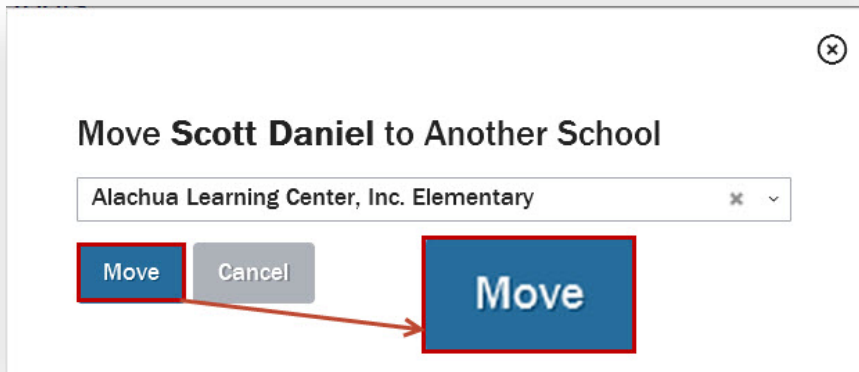 Move Scott Daniel to Another School
Alachua Learning Center, Inc. Elementary
Move Cancel
Move